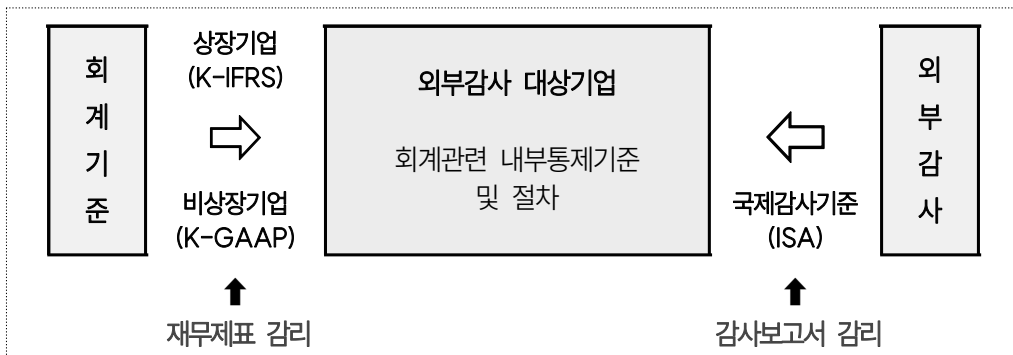 회
계
기
준
상장기업
(K-IFRS)
비상장기업
(K-GAAP)
재무제표 감리
외부감사 대상기업
회계관련 내부통제기준
및 절차
국제감사기준
(ISA)
감사보고서 감리
외
부
감
사